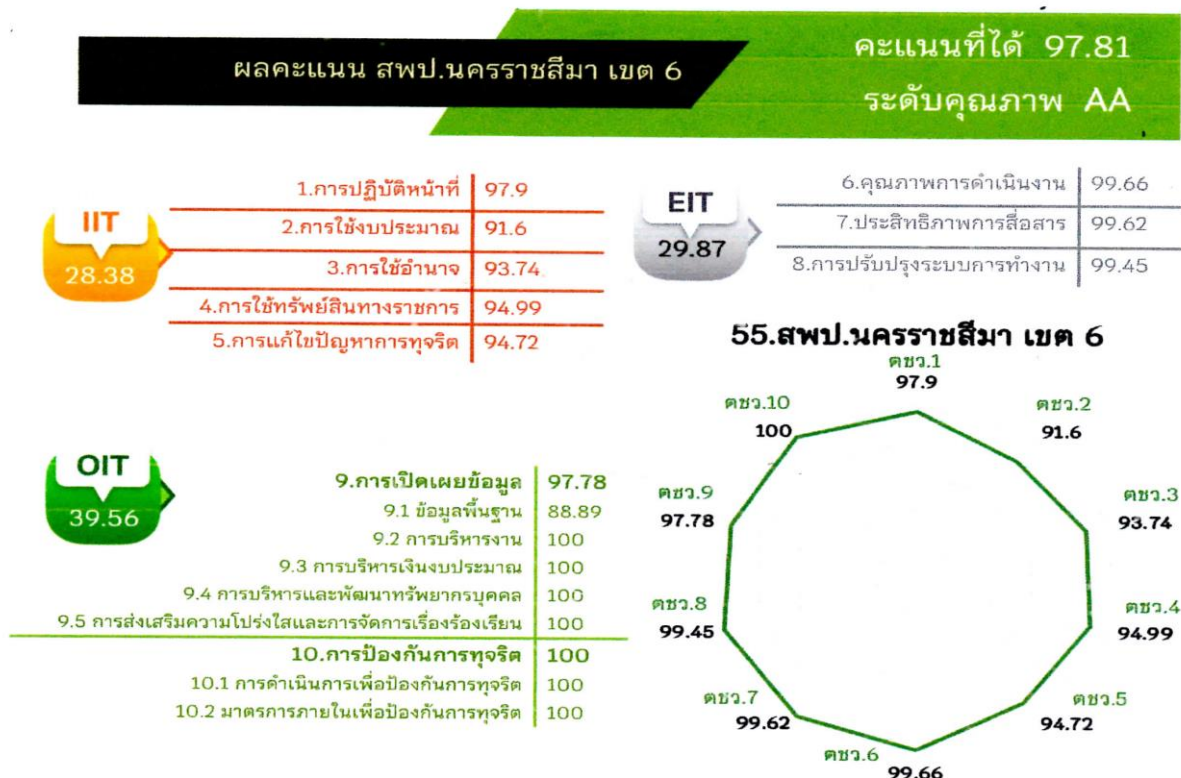 ผลคะแนน สพป.นครราชสีมา เขต 6
คะแนนที่ได้ 97.81
ระดับคุณภาพ AA
IIT
28.38
1.การปฏิบัติหน้าที่ 97.9
2.การใช้งบประมาณ 91.6
3.การใช้อำนาจ 93.74
4.การใช้ทรัพย์สินทางราชการ 94.99
5.การแก้ไขปัญหาการทุจริต 94.72
EIT
29.87
6.คุณภาพการดำเนินงาน 99.66
7.ประสิทธิภาพการสื่อสาร 99.62
8.การปรับปรุงระบบการทำงาน 99.45
OIT
39.56
9.การเปิดเผยข้อมูล 97.78
9.1 ข้อมูลพื้นฐาน 88.89
9.2 การบริหารงาน 100
9.3 การบริหารเงินงบประมาณ 100
9.4 การบริหารและพัฒนาทรัพยากรบุคคล 100
9.5 การส่งเสริมความโปร่งใสและการจัดการเรื่องร้องเรียน 100
10.การป้องกันการทุจริต 100
10.1 การดำเนินการเพื่อป้องกันการทุจริต 100
10.2 มาตรการภายในเพื่อป้องกันการทุจริต 100
55.สพป.นครราชสีมา เขต 6
ตชว.1
97.9
ตชว.2
91.6
ตชว.3
93.74
ตชว.4
94.99
ตชว.5
94.72
ตชว.6
99.66
ตชว.7
99.62
ตชว.8
99.45
ตชว.9
97.78
ตชว.10
100